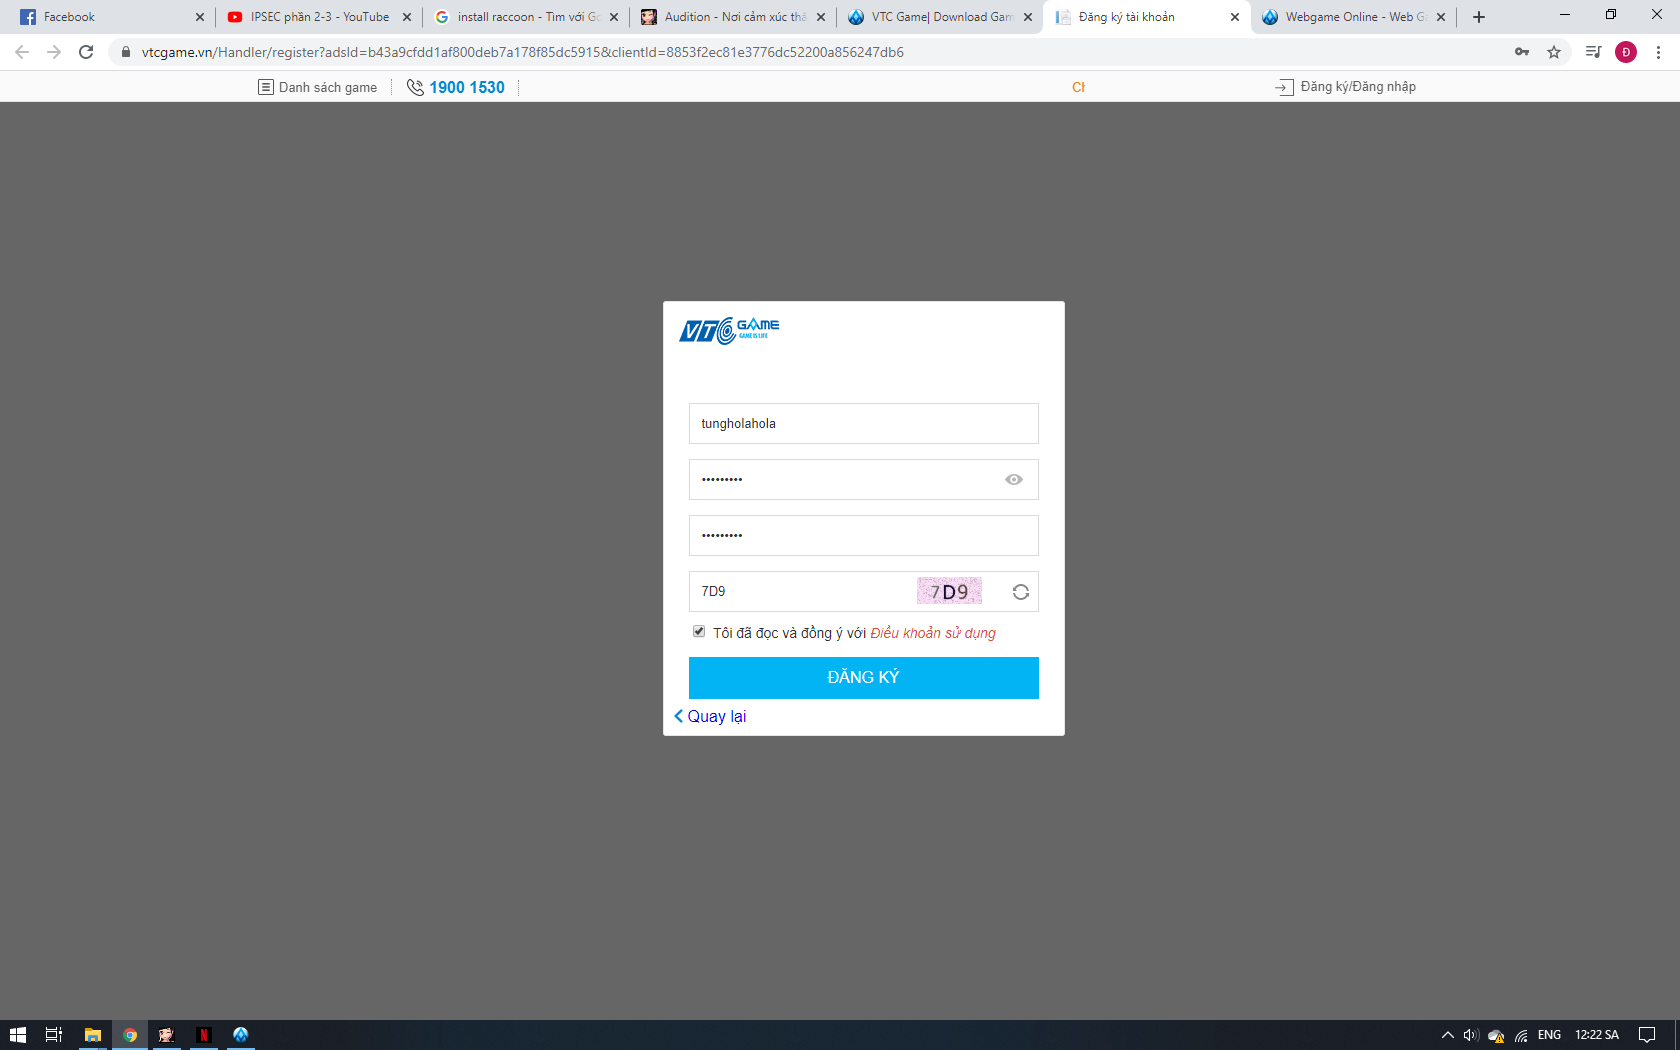 Facebook
IPSEC phần 2-3 - YouTube
install raccoon - Tìm với Go
Audition - Nơi cảm xúc thă
VTC Game| Download Gam
Đăng ký tài khoản
Webgame Online - Web Ga
vtcgame.vn/Handler/register?adsId=b43a9cfdd1af800deb7a178f85dc5915&clientId=8853f2ec81e3776dc52200a856247db6
Đ
Danh sách game
1900 1530
Ch
Đăng ký/Đăng nhập
VTC GAME
GAME IS LIFE
tungholahola
•••••••••
•••••••••
7D9
7D9
Tôi đã đọc và đồng ý với Điều khoản sử dụng
ĐĂNG KÝ
Quay lại
N
ENG
12:22 SA